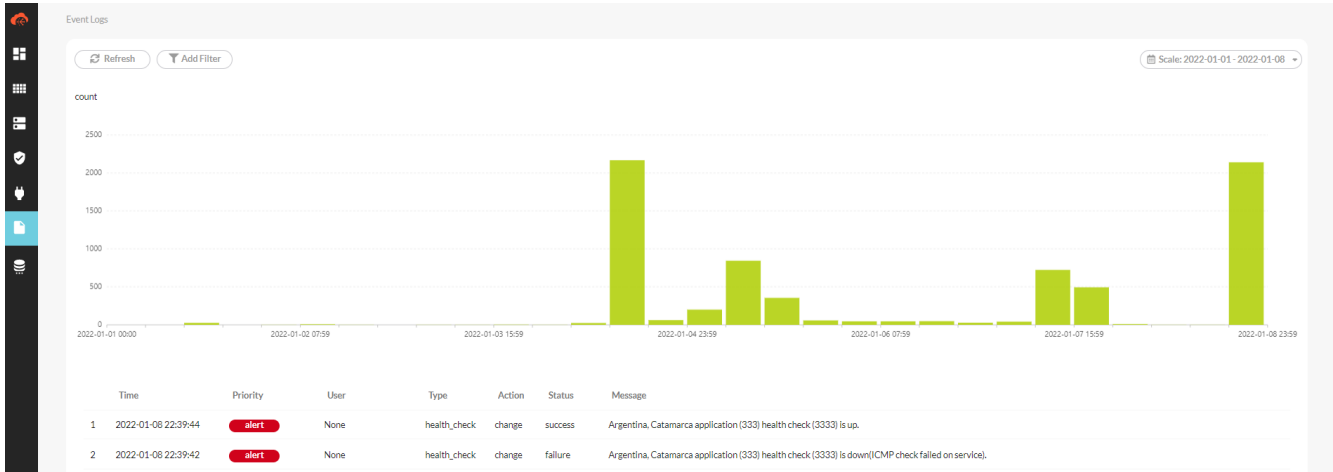 Event Logs
Refresh Add Filter Scale: 2022-01-01 - 2022-01-08
count
2500
2000
1500
1000
500
0
2022-01-01 00:00 2022-01-02 07:59 2022-01-03 15:59 2022-01-04 23:59 2022-01-06 07:59 2022-01-07 15:59 2022-01-08 23:59
Time Priority User Type Action Status Message
1 2022-01-08 22:39:44 alert None health_check change success Argentina, Catamarca application (333) health check (3333) is up.
2 2022-01-08 22:39:42 alert None health_check change failure Argentina, Catamarca application (333) health check (3333) is down(ICMP check failed on service).